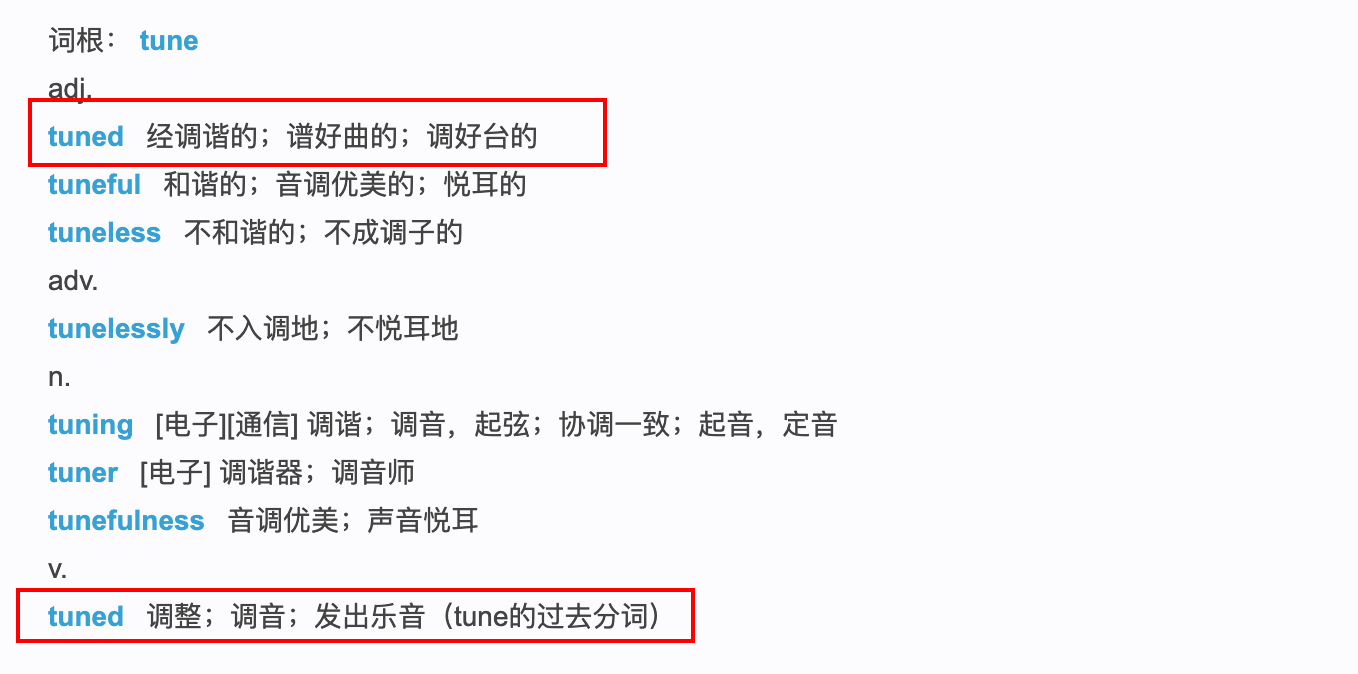 词根： tune
adj.
tuned 经调谐的；谱好曲的；调好台的
tuneful 和谐的；音调优美的；悦耳的
tuneless 不和谐的；不成调子的
adv.
tunelessly 不入调地；不悦耳地
n.
tuning [电子][通信] 调谐；调音，起弦；协调一致；起音，定音
tuner [电子] 调谐器；调音师
tunefulness 音调优美；声音悦耳
v.
tuned 调整；调音；发出乐音（tune的过去分词）